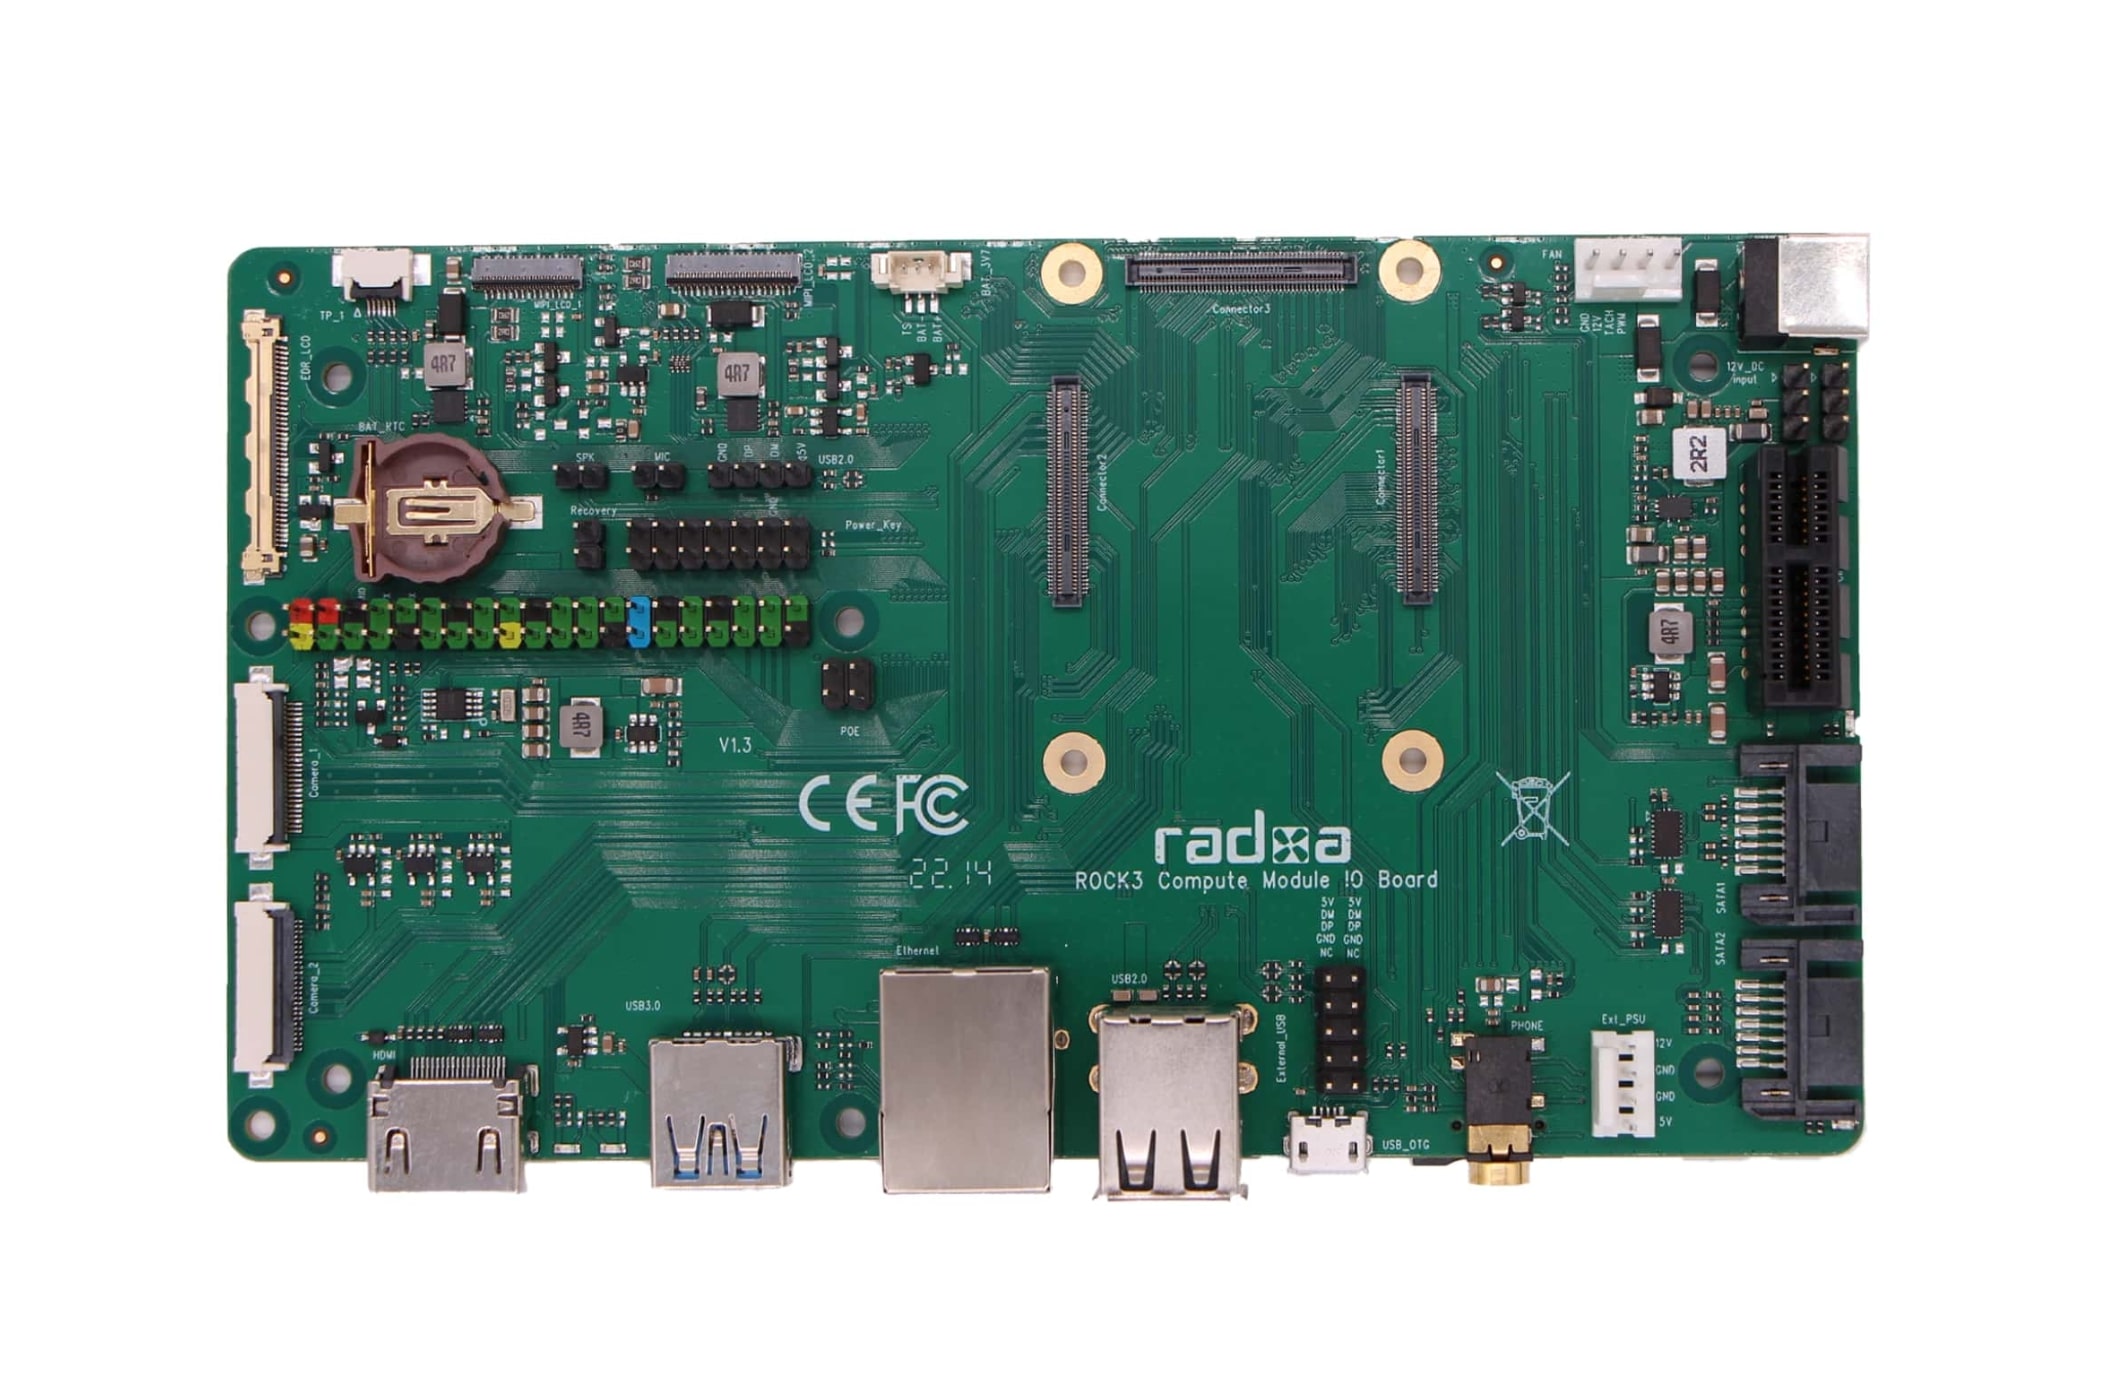 TP_1
MIPI_LCD_1
MIPI_LCD_2
BAT_3V7
TS
BAT-
BAT+
Connector3
FAN
GND
12V
TACH
PWM
12V_DC
input
EDP_LCD
4R7
4R7
BAT_RTC
SPK
MIC
GND
DP
DM
USB2.0
Connector2
Connector1
2R2
Recovery
GND
Power_Key
4R7
4R7
POE
V1.3
Camera_1
CE FC
radxa
ROCK3 Compute Module IO Board
22.14
5V 5V
DM DM
DP DP
GND GND
NC NC
SATA1
SATA2
Ethernet
USB2.0
USB3.0
Camera_2
HDMI
External_USB
PHONE
Ext_PSU
12V
GND
GND
5V
USB_OTG